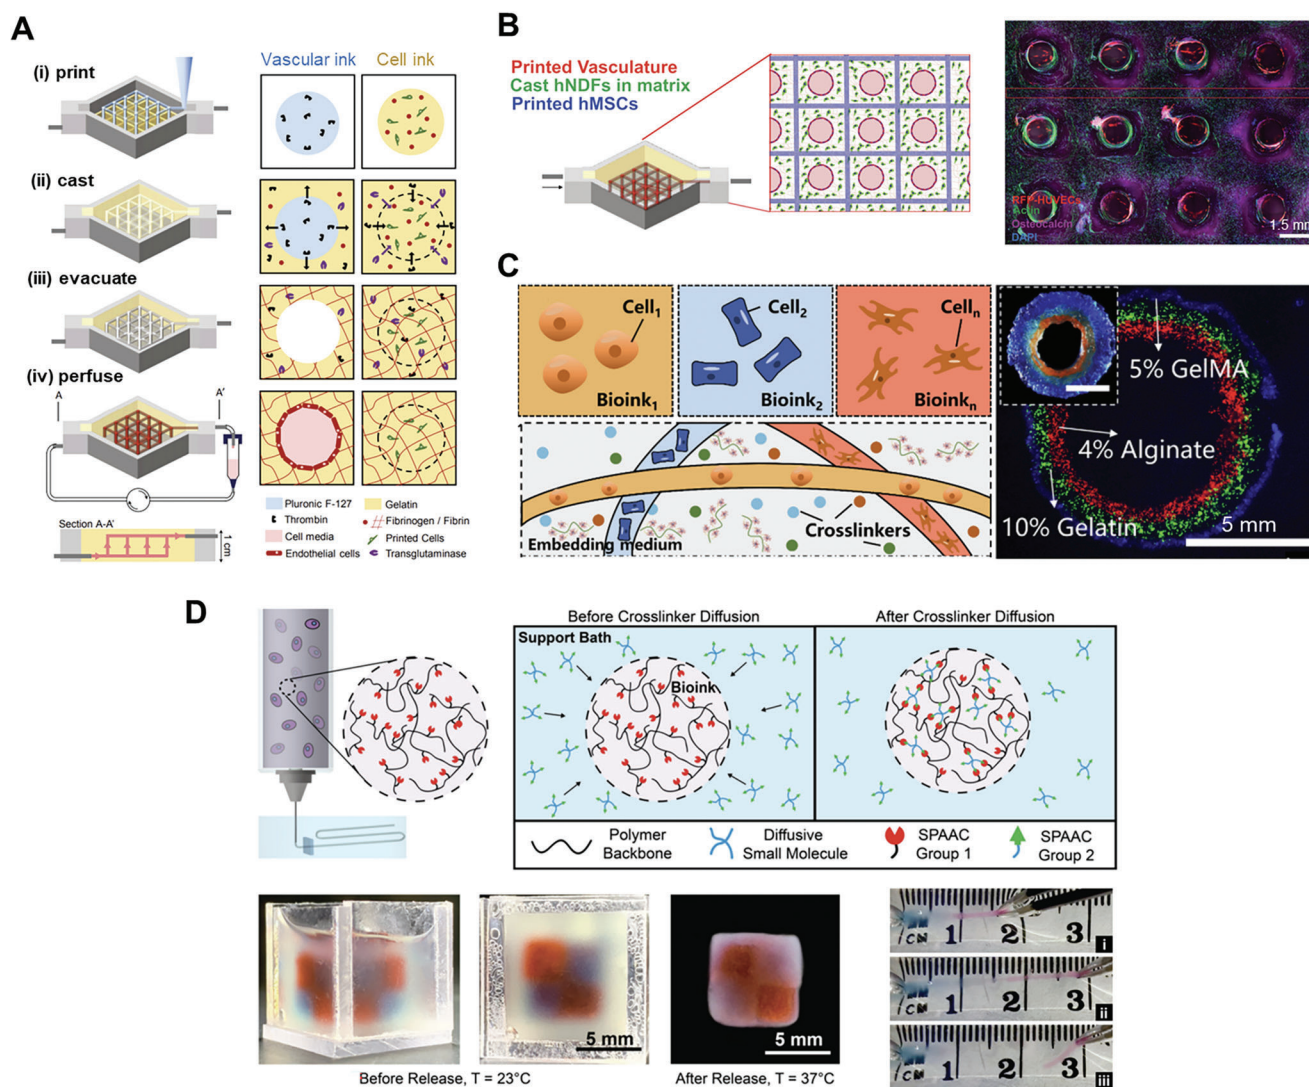 A
(i) print
Vascular ink
Cell ink
(ii) cast
(iii) evacuate
(iv) perfuse
A
A'
Section A-A'
1 cm
Pluronic F-127
Gelatin
Thrombin
Fibrinogen / Fibrin
Cell media
Printed Cells
Endothelial cells
Transglutaminase
B
Printed Vasculature
Cast hNDFs in matrix
Printed hMSCs
RFP-HUVECs
Actin
Osteocalcin
DAPI
1.5 mm
C
Cell1
Bioink1
Cell2
Bioink2
Celln
Bioinkn
Crosslinkers
Embedding medium
5% GelMA
4% Alginate
10% Gelatin
5 mm
D
Before Crosslinker Diffusion
After Crosslinker Diffusion
Support Bath
Bioink
Polymer
Backbone
Diffusive
Small Molecule
SPAAC
Group 1
SPAAC
Group 2
5 mm
Before Release, T = 23°C
5 mm
After Release, T = 37°C
CM 1 2 3
i
CM 1 2 3
ii
CM 1 2 3
iii